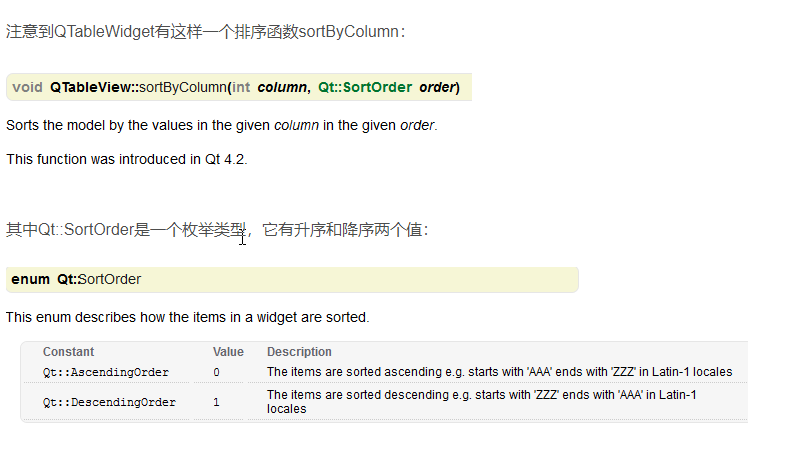 注意到QTableWidget有这样一个排序函数sortByColumn：
void QTableView::sortByColumn(int column, Qt::SortOrder order)
Sorts the model by the values in the given column in the given order.
This function was introduced in Qt 4.2.
其中Qt::SortOrder是一个枚举类型，它有升序和降序两个值：
enum Qt::SortOrder
This enum describes how the items in a widget are sorted.
Constant Value Description
Qt::AscendingOrder 0 The items are sorted ascending e.g. starts with 'AAA' ends with 'ZZZ' in Latin-1 locales
Qt::DescendingOrder 1 The items are sorted descending e.g. starts with 'ZZZ' ends with 'AAA' in Latin-1
locales